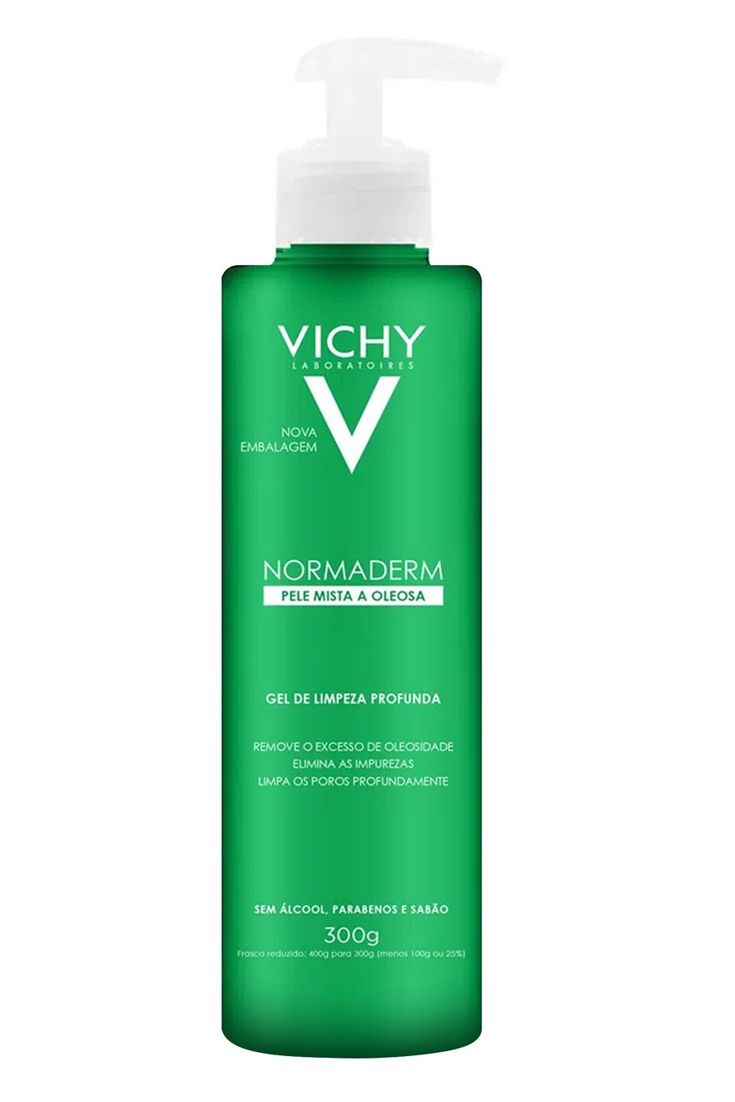 VICHY
LABORATOIRES
V
NOVA
EMBALAGEM
NORMADERM
PELE MISTA A OLEOSA
GEL DE LIMPEZA PROFUNDA
REMOVE O EXCESSO DE OLEOSIDADE
ELIMINA AS IMPUREZAS
LIMPA OS POROS PROFUNDAMENTE
SEM ÁLCOOL, PARABENOS E SABÃO
300g
Frasco reduzido: 400g para 300g (menos 100g ou 25%)